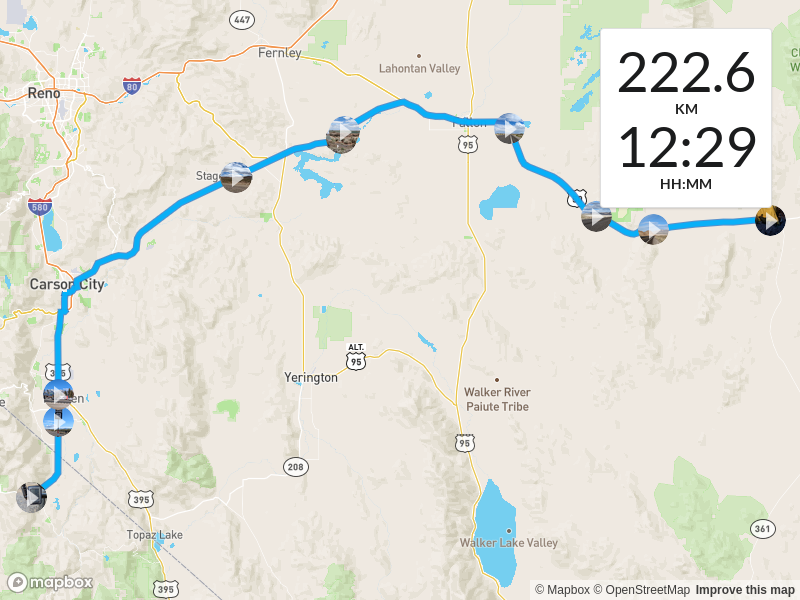 447
Fernley
Lahontan Valley
80
Reno
222.6
KM
12:29
HH:MM
95
Stag
580
Carson City
395
ALT.
95
Yerington
Walker River
Paiute Tribe
95
208
395
361
Topaz Lake
Walker Lake Valley
395
mapbox
© Mapbox © OpenStreetMap Improve this map